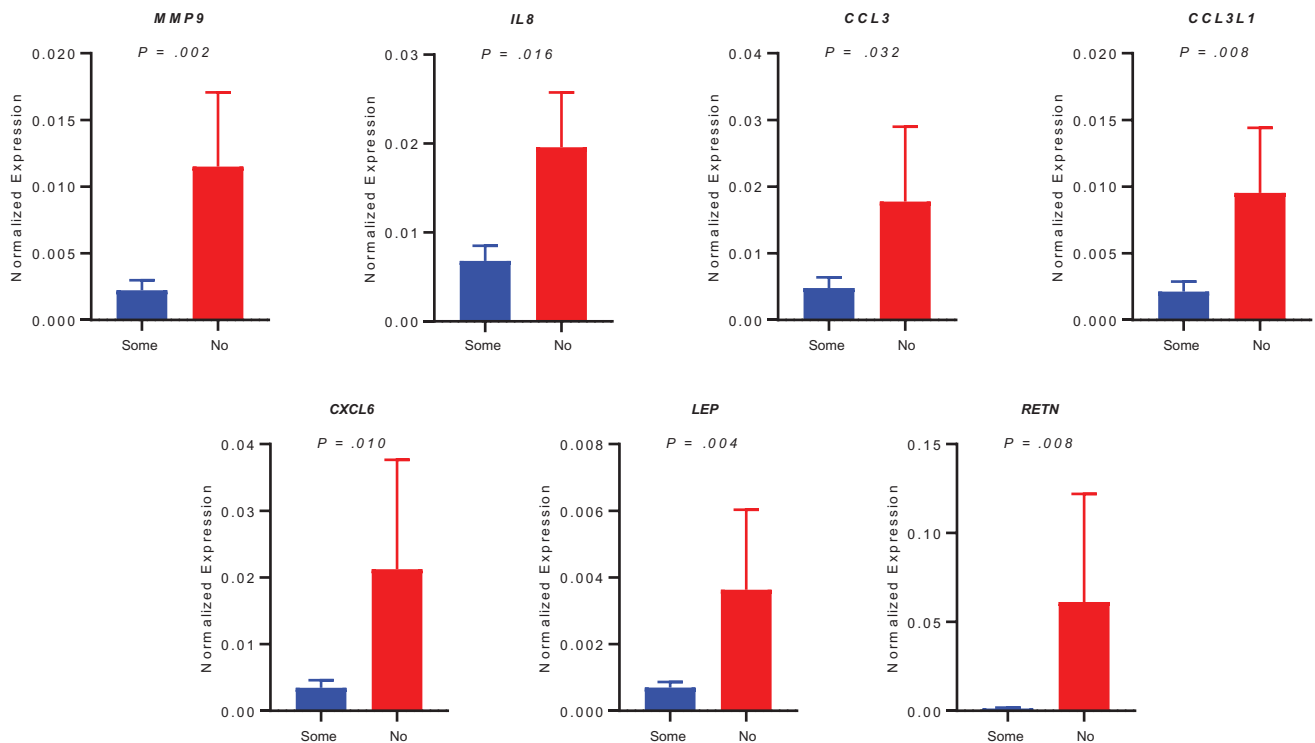 MMP9
P = .002
Normalized Expression
0.020
0.015
0.010
0.005
0.000
Some No
IL8
P = .016
Normalized Expression
0.03
0.02
0.01
0.00
Some No
CCL3
P = .032
Normalized Expression
0.04
0.03
0.02
0.01
0.00
Some No
CCL3L1
P = .008
Normalized Expression
0.020
0.015
0.010
0.005
0.000
Some No
CXCL6
P = .010
Normalized Expression
0.04
0.03
0.02
0.01
0.00
Some No
LEP
P = .004
Normalized Expression
0.008
0.006
0.004
0.002
0.000
Some No
RETN
P = .008
Normalized Expression
0.15
0.10
0.05
0.00
Some No